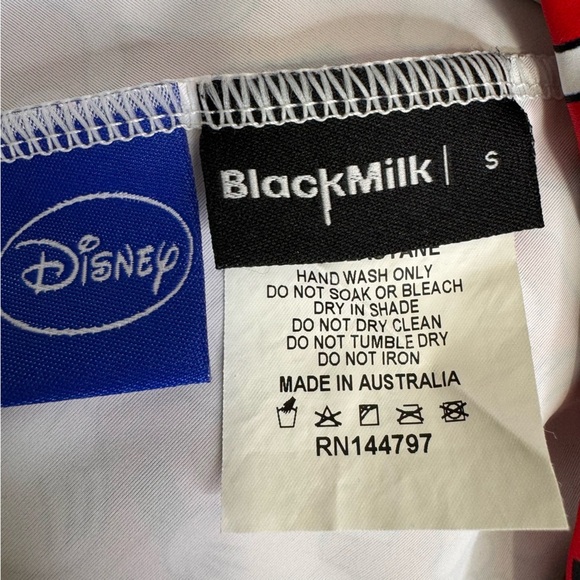 Disney
BlackMilk | S
HAND WASH ONLY
DO NOT SOAK OR BLEACH
DRY IN SHADE
DO NOT DRY CLEAN
DO NOT TUMBLE DRY
DO NOT IRON
MADE IN AUSTRALIA
RN144797